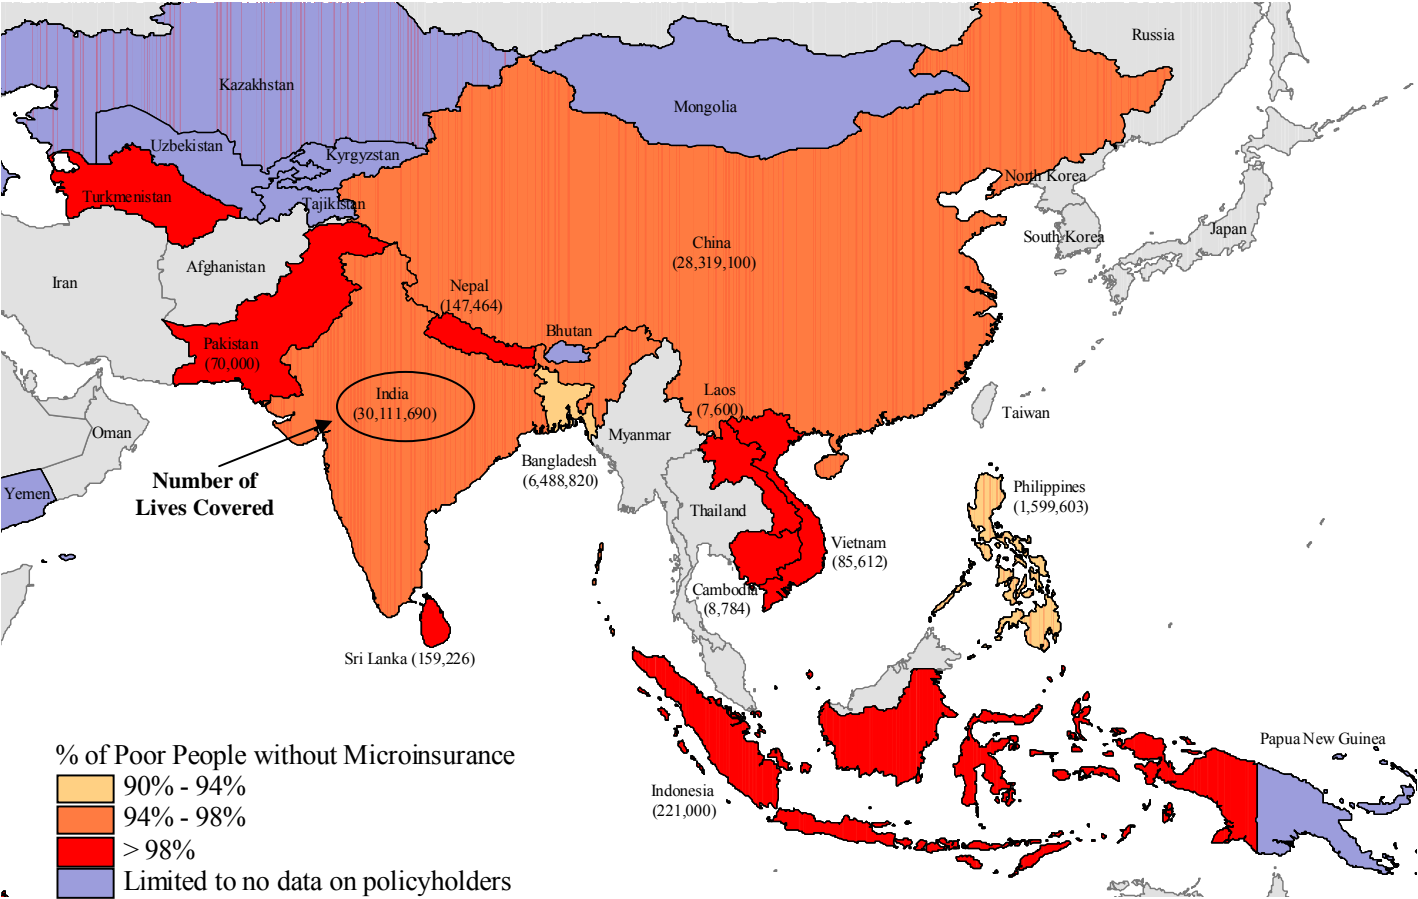 Russia
Kazakhstan
Mongolia
Uzbekistan
Kyrgyzstan
North Korea
Turkmenistan
Tajikistan
Japan
South Korea
China
(28,319,100)
Afghanistan
Iran
Nepal
(147,464)
Bhutan
Pakistan
(70,000)
India
(30,111,690)
Laos
(7,600)
Taiwan
Oman
Myanmar
Bangladesh
(6,488,820)
Number of
Lives Covered
Yemen
Philippines
(1,599,603)
Thailand
Vietnam
(85,612)
Cambodia
(8,784)
Sri Lanka (159,226)
Papua New Guinea
Indonesia
(221,000)
% of Poor People without Microinsurance
90% - 94%
94% - 98%
> 98%
Limited to no data on policyholders